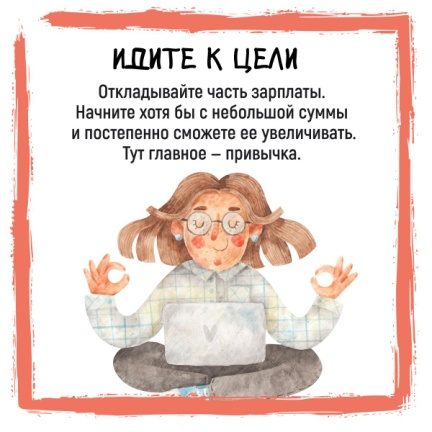 ИДИТЕ К ЦЕЛИ
Откладывайте часть зарплаты.
Начните хотя бы с небольшой суммы
и постепенно сможете ее увеличивать.
Тут главное – привычка.